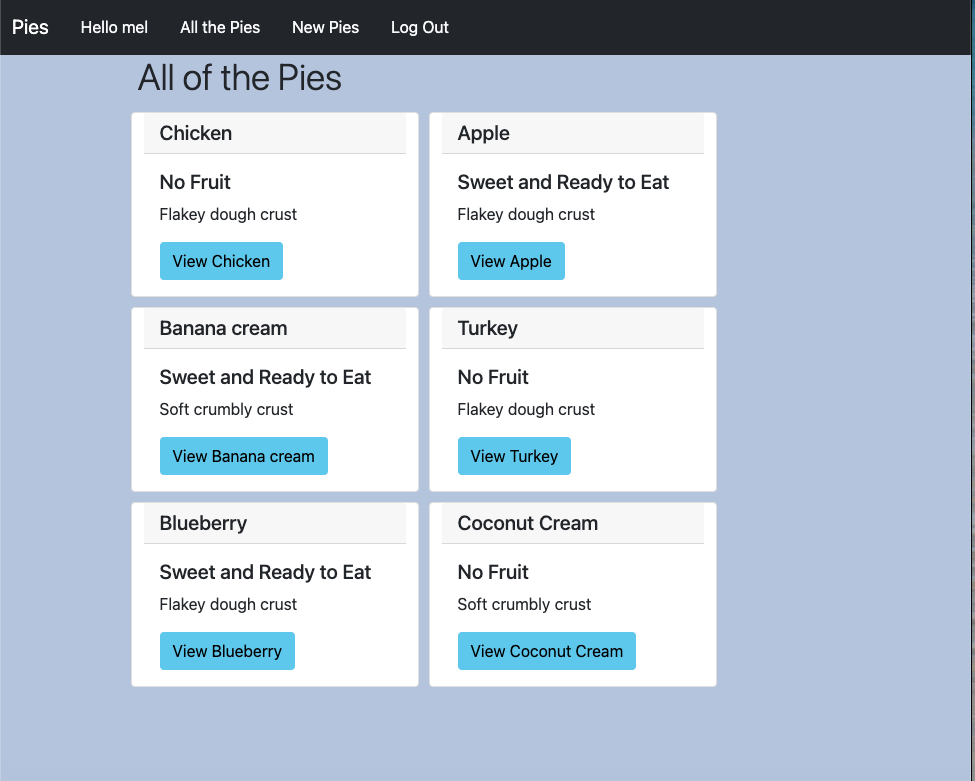 Pies Hello mel All the Pies New Pies Log Out
All of the Pies
Chicken
No Fruit
Flakey dough crust
View Chicken
Apple
Sweet and Ready to Eat
Flakey dough crust
View Apple
Banana cream
Sweet and Ready to Eat
Soft crumbly crust
View Banana cream
Turkey
No Fruit
Flakey dough crust
View Turkey
Blueberry
Sweet and Ready to Eat
Flakey dough crust
View Blueberry
Coconut Cream
No Fruit
Soft crumbly crust
View Coconut Cream